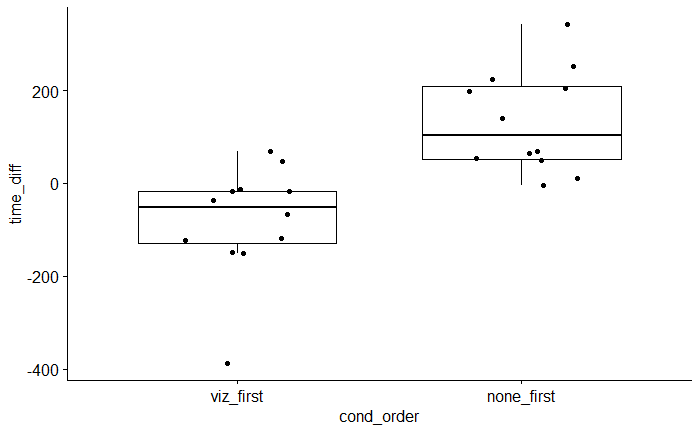 200
0
-200
-400
time_diff
viz_first
none_first
cond_order